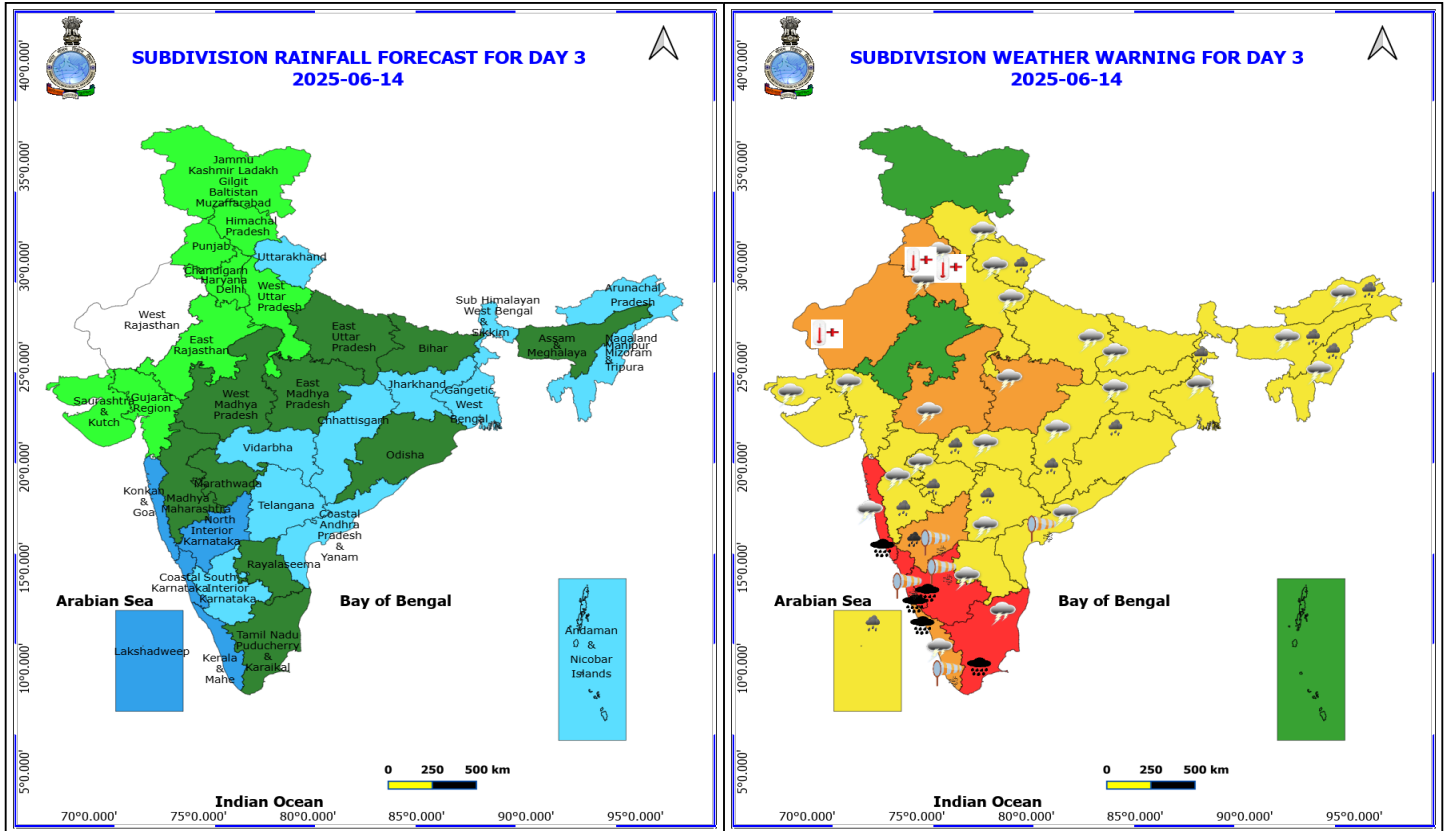 SUBDIVISION RAINFALL FORECAST FOR DAY 3
2025-06-14
40°0.000'
35°0.000'
30°0.000'
25°0.000'
20°0.000'
15°0.000'
10°0.000'
5°0.000'
Jammu
Kashmir Ladakh
Gilgit
Baltistan
Muzaffarabad
Himachal
Pradesh
Punjab
Uttarakhand
Chandigarh
Haryana
Delhi
West
Uttar
Pradesh
West
Rajasthan
East
Rajasthan
East
Uttar
Pradesh
Bihar
Sub Himalayan
West Bengal
&
Sikkim
Arunachal
Pradesh
Assam
&
Meghalaya
Nagaland
Manipur
Mizoram
&
Tripura
Saurashtra
&
Kutch
Gujarat
Region
West
Madhya
Pradesh
East
Madhya
Pradesh
Jharkhand
Gangetic
West
Bengal
Chhattisgarh
Vidarbha
Odisha
Konkan
&
Goa
Madhya
Maharashtra
Marathwada
Telangana
North
Interior
Karnataka
Coastal
Andhra
Pradesh
&
Yanam
Rayalaseema
Coastal
Karnataka
South
Interior
Karnataka
Arabian Sea
Bay of Bengal
Lakshadweep
Kerala
&
Mahe
Tamil Nadu
Puducherry
&
Karaikal
Andaman
&
Nicobar
Islands
0 250 500 km
Indian Ocean
70°0.000' 75°0.000' 80°0.000' 85°0.000' 90°0.000' 95°0.000'
SUBDIVISION WEATHER WARNING FOR DAY 3
2025-06-14
40°0.000'
35°0.000'
30°0.000'
25°0.000'
20°0.000'
15°0.000'
10°0.000'
5°0.000'
Arabian Sea
Bay of Bengal
0 250 500 km
Indian Ocean
70°0.000' 75°0.000' 80°0.000' 85°0.000' 90°0.000' 95°0.000'